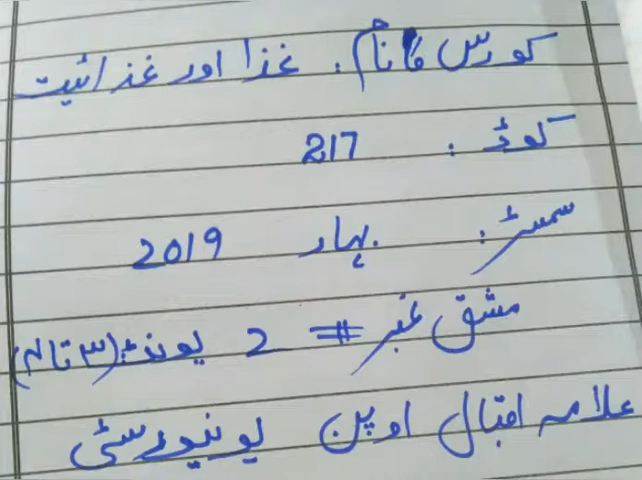 کورس کا نام: غذا اور غذائیت
کوڈ: 217
سمسٹر: بہار 2019
مشق نمبر # 2 یونٹ: (۳ تا ۴)
علامہ اقبال اوپن یونیورسٹی